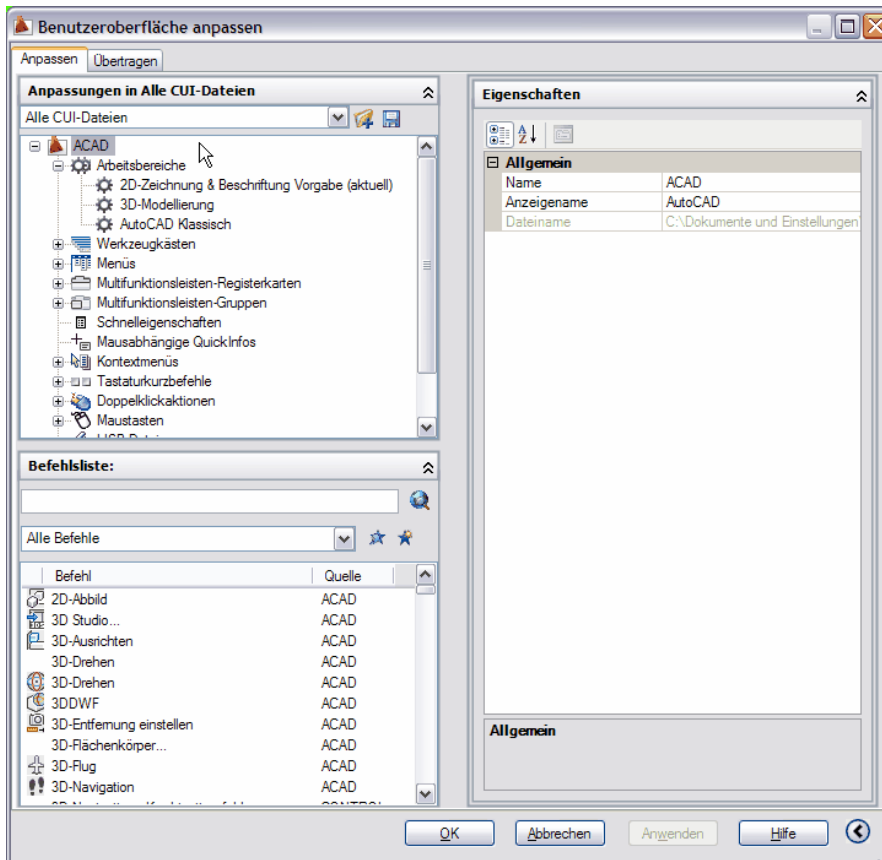 Benutzeroberfläche anpassen
Anpassen Übertragen
Anpassungen in Alle CUI-Dateien
Alle CUI-Dateien
ACAD
Arbeitsbereiche
2D-Zeichnung & Beschriftung Vorgabe (aktuell)
3D-Modellierung
AutoCAD Klassisch
Werkzeugkästen
Menüs
Multifunktionsleisten-Registerkarten
Multifunktionsleisten-Gruppen
Schnelleigenschaften
Mausabhängige QuickInfos
Kontextmenüs
Tastaturkurzbefehle
Doppelklickaktionen
Maustasten
Befehlsliste:
Alle Befehle
Befehl Quelle
2D-Abbild ACAD
3D Studio... ACAD
3D-Ausrichten ACAD
3D-Drehen ACAD
3D-Drehen ACAD
3DDWF ACAD
3D-Entfernung einstellen ACAD
3D-Flächenkörper... ACAD
3D-Flug ACAD
3D-Navigation ACAD
Eigenschaften
Allgemein
Name ACAD
Anzeigename AutoCAD
Dateiname C:\Dokumente und Einstellungen
Allgemein
OK Abbrechen Anwenden Hilfe